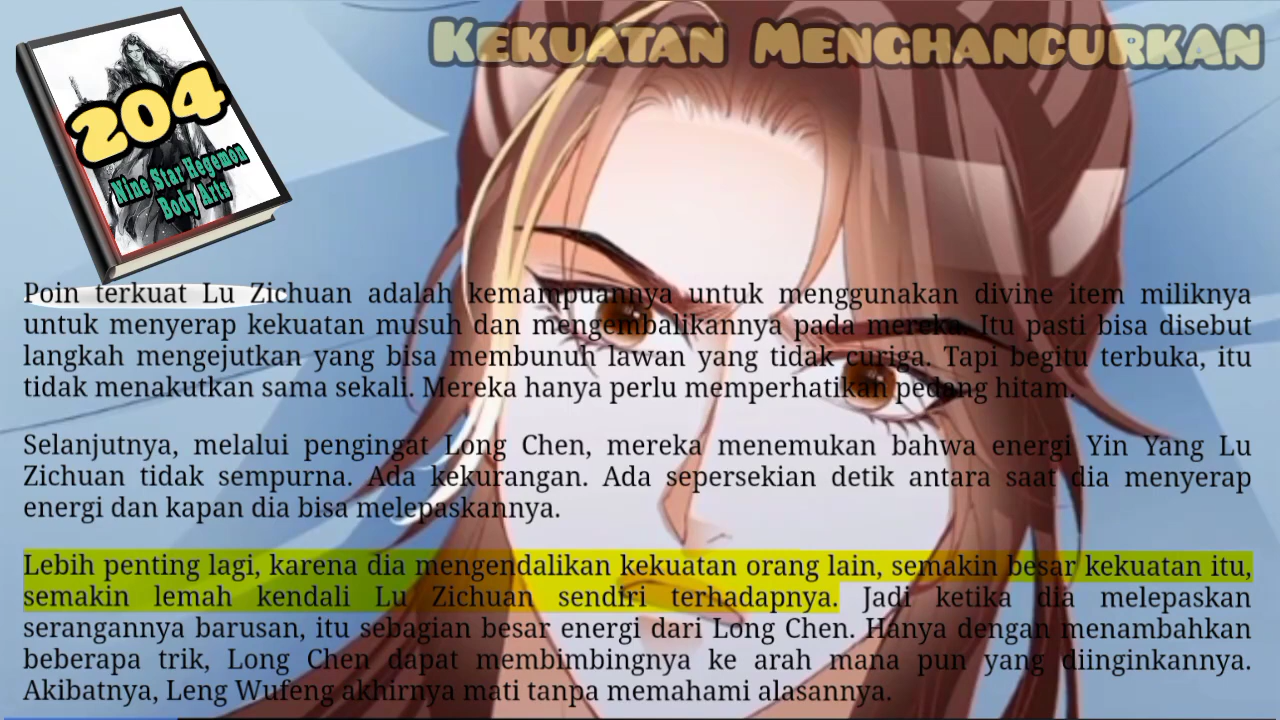 KEKUATAN MENGHANCURKAN
204
Nine Star Hegemon
Body Arts
Poin terkuat Lu Zichuan adalah kemampuannya untuk menggunakan divine item miliknya
untuk menyerap kekuatan musuh dan mengembalikannya pada mereka. Itu pasti bisa disebut
langkah mengejutkan yang bisa membunuh lawan yang tidak curiga. Tapi begitu terbuka, itu
tidak menakutkan sama sekali. Mereka hanya perlu memperhatikan pedang hitam.
Selanjutnya, melalui pengingat Long Chen, mereka menemukan bahwa energi Yin Yang Lu
Zichuan tidak sempurna. Ada kekurangan. Ada sepersekian detik antara saat dia menyerap
energi dan kapan dia bisa melepaskannya.
Lebih penting lagi, karena dia mengendalikan kekuatan orang lain, semakin besar kekuatan itu,
semakin lemah kendali Lu Zichuan sendiri terhadapnya. Jadi ketika dia melepaskan
serangannya barusan, itu sebagian besar energi dari Long Chen. Hanya dengan menambahkan
beberapa trik, Long Chen dapat membimbingnya ke arah mana pun yang diinginkannya.
Akibatnya, Leng Wufeng akhirnya mati tanpa memahami alasannya.